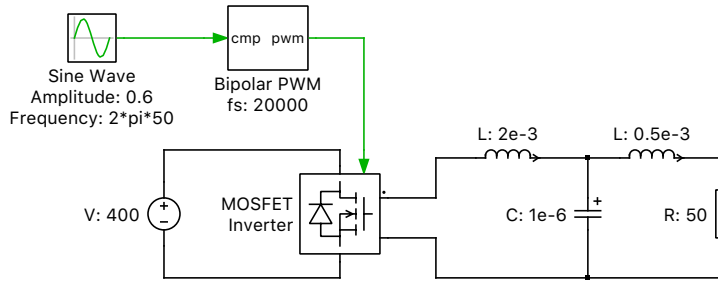 cmp pwm
Sine Wave
Amplitude: 0.6
Frequency: 2*pi*50
Bipolar PWM
fs: 20000
L: 2e-3
L: 0.5e-3
V: 400
MOSFET
Inverter
+
C: 1e-6
R: 50